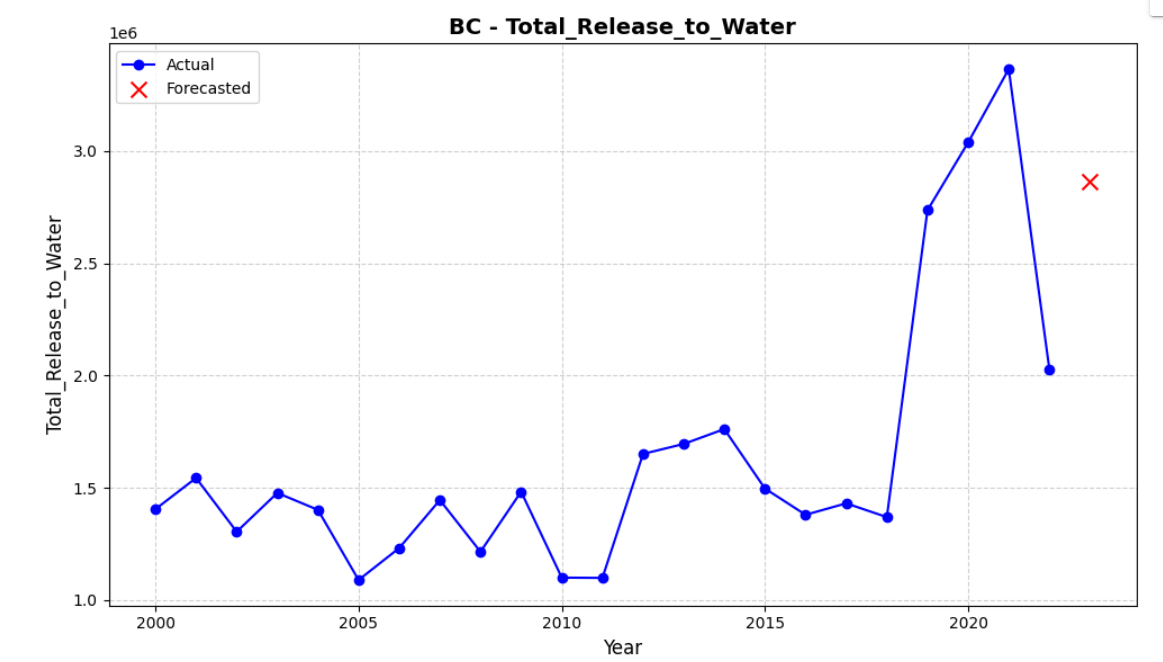 BC - Total_Release_to_Water
1e6
Actual
Forecasted
3.0
2.5
2.0
1.5
1.0
Total_Release_to_Water
2000 2005 2010 2015 2020
Year